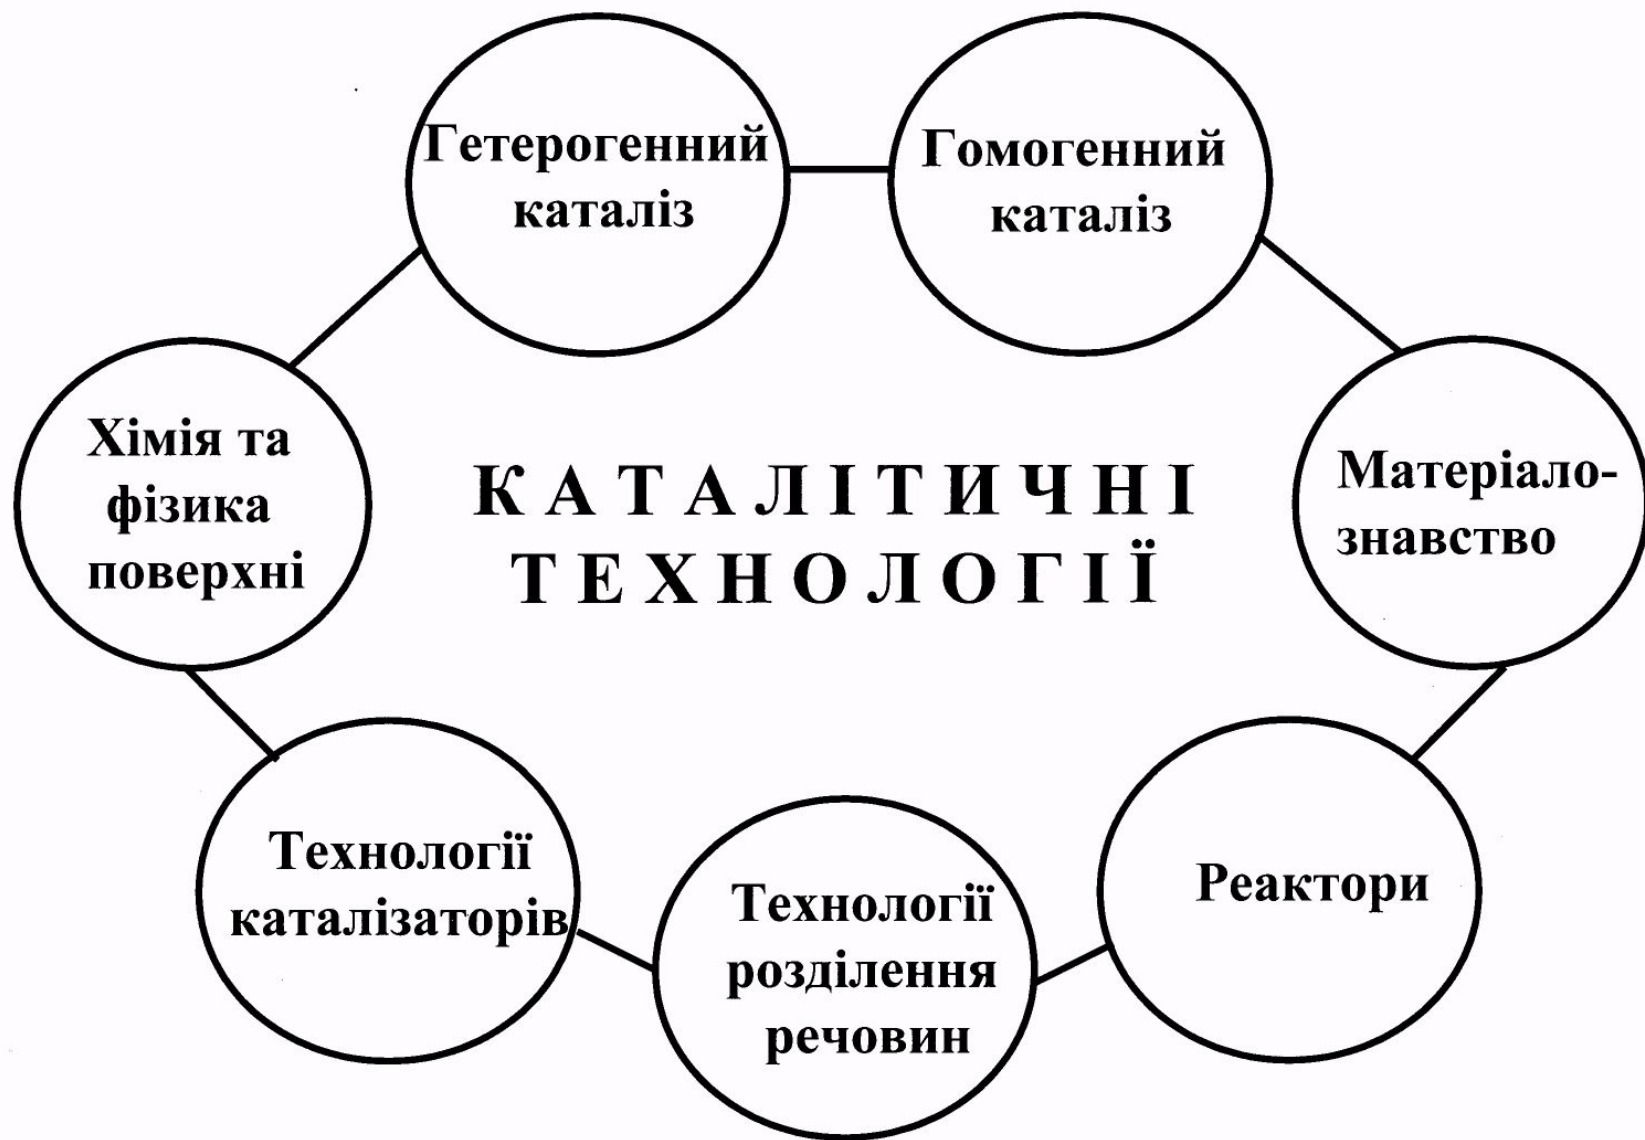 Гетерогенний
каталіз
Гомогенний
каталіз
Хімія та
фізика
поверхні
КАТАЛІТИЧНІ
ТЕХНОЛОГІЇ
Матеріало-
знавство
Технології
каталізаторів
Технології
розділення
речовин
Реактори